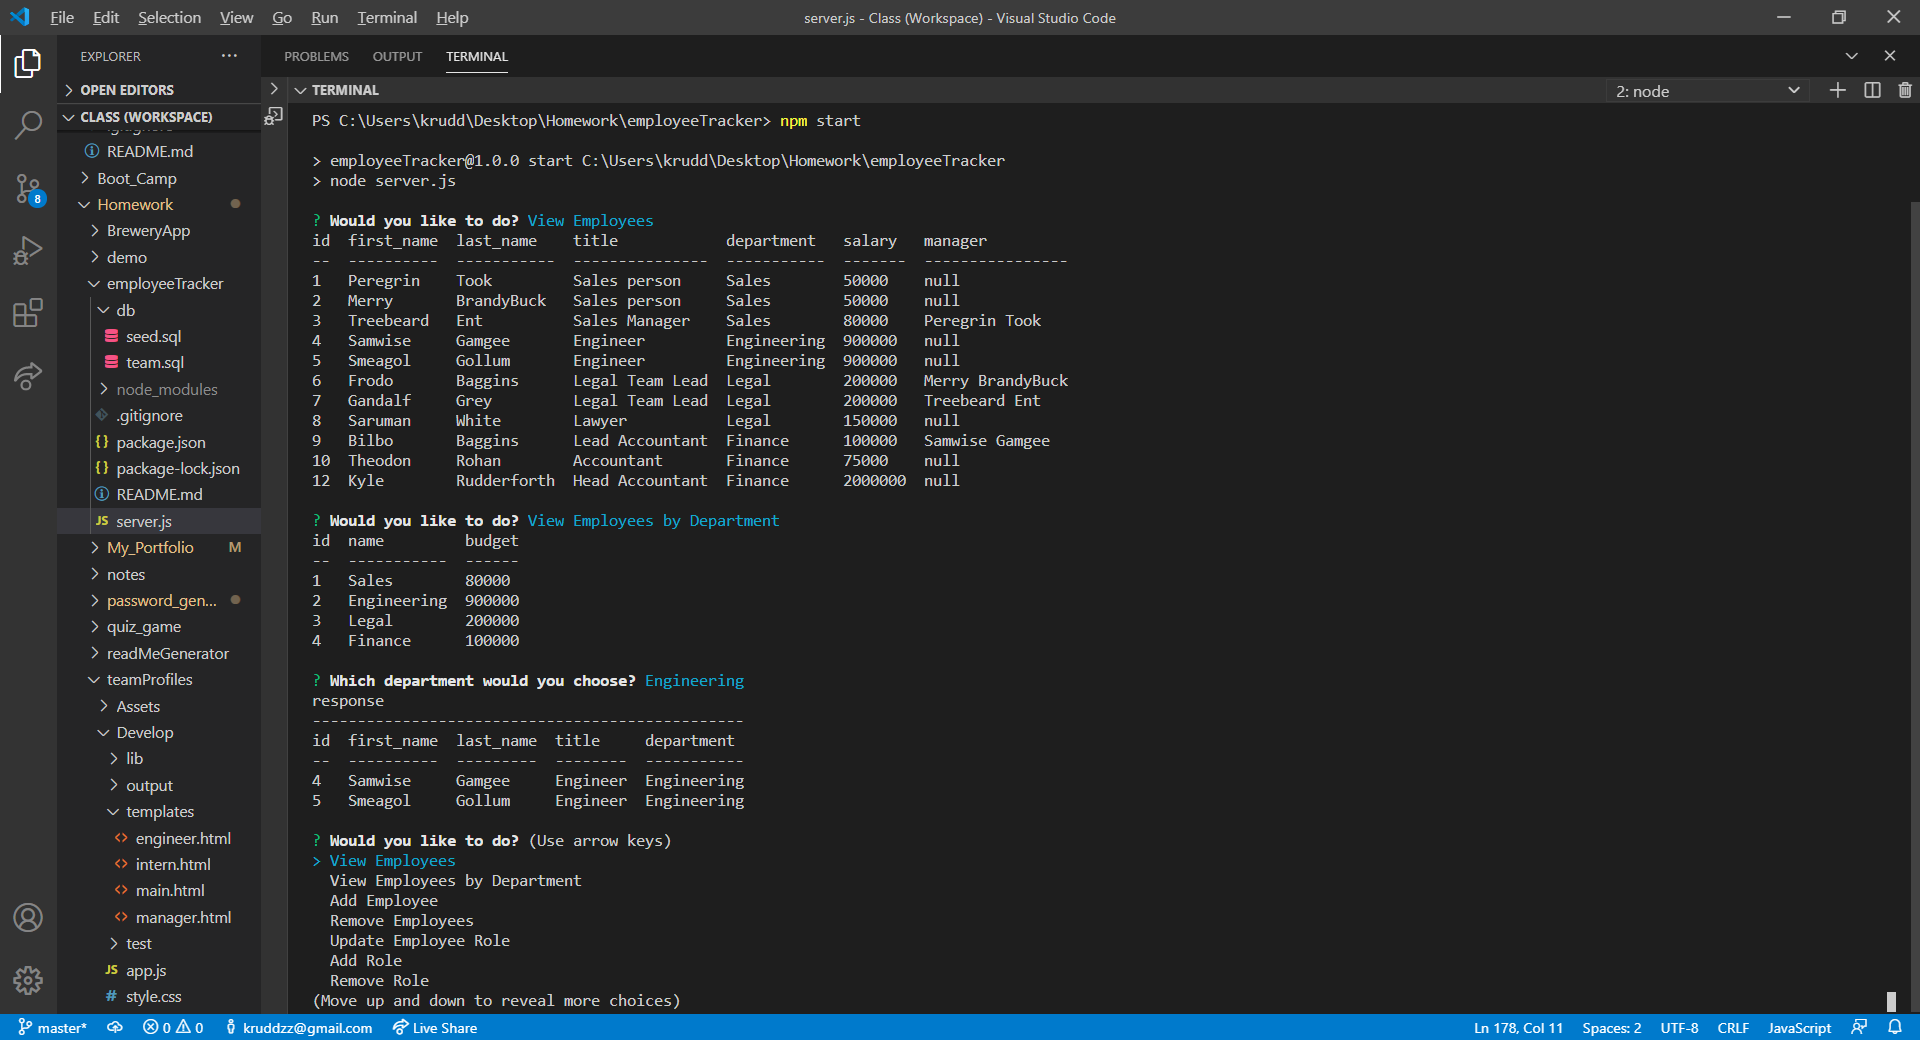 File Edit Selection View Go Run Terminal Help
server.js - Class (Workspace) - Visual Studio Code
EXPLORER ···
OPEN EDITORS
CLASS (WORKSPACE)
README.md
Boot_Camp
Homework
BreweryApp
demo
employeeTracker
db
seed.sql
team.sql
node_modules
.gitignore
{} package.json
{} package-lock.json
README.md
JS server.js
My_Portfolio M
notes
password_gen...
quiz_game
readMeGenerator
teamProfiles
Assets
Develop
lib
output
templates
<> engineer.html
<> intern.html
<> main.html
<> manager.html
test
JS app.js
# style.css
8
PROBLEMS OUTPUT TERMINAL
TERMINAL
2: node
PS C:\Users\krudd\Desktop\Homework\employeeTracker> npm start
> employeeTracker@1.0.0 start C:\Users\krudd\Desktop\Homework\employeeTracker
> node server.js
? Would you like to do? View Employees
id  first_name  last_name    title            department   salary   manager
--  ----------  -----------  ---------------  -----------  -------  ----------------
1   Peregrin    Took         Sales person     Sales        50000    null
2   Merry       BrandyBuck   Sales person     Sales        50000    null
3   Treebeard   Ent          Sales Manager    Sales        80000    Peregrin Took
4   Samwise     Gamgee       Engineer         Engineering  900000   null
5   Smeagol     Gollum       Engineer         Engineering  900000   null
6   Frodo       Baggins      Legal Team Lead  Legal        200000   Merry BrandyBuck
7   Gandalf     Grey         Legal Team Lead  Legal        200000   Treebeard Ent
8   Saruman     White        Lawyer           Legal        150000   null
9   Bilbo       Baggins      Lead Accountant  Finance      100000   Samwise Gamgee
10  Theodon     Rohan        Accountant       Finance      75000    null
12  Kyle        Rudderforth  Head Accountant  Finance      2000000  null
? Would you like to do? View Employees by Department
id  name         budget
--  -----------  ------
1   Sales        80000
2   Engineering  900000
3   Legal        200000
4   Finance      100000
? Which department would you choose? Engineering
response
------------------------------------------------
id  first_name  last_name  title     department
--  ----------  ---------  --------  -----------
4   Samwise     Gamgee     Engineer  Engineering
5   Smeagol     Gollum     Engineer  Engineering
? Would you like to do? (Use arrow keys)
> View Employees
View Employees by Department
Add Employee
Remove Employees
Update Employee Role
Add Role
Remove Role
(Move up and down to reveal more choices)
master* 0 0 kruddzz@gmail.com Live Share
Ln 178, Col 11 Spaces: 2 UTF-8 CRLF JavaScript